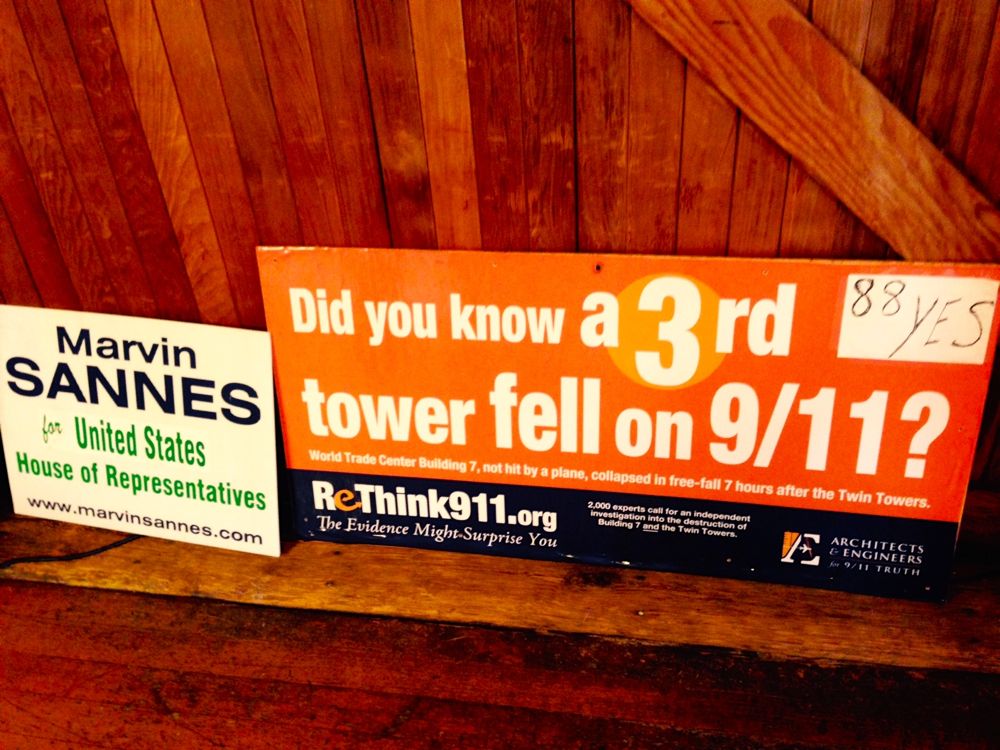 Marvin
SANNES
for United States
House of Representatives
www.marvinsannes.com
Did you know a 3rd
tower fell on 9/11?
88 YES
World Trade Center Building 7, not hit by a plane, collapsed in free-fall 7 hours after the Twin Towers.
ReThink911.org
The Evidence Might Surprise You
2,000 experts call for an independent
investigation into the destruction of
Building 7 and the Twin Towers.
AE
ARCHITECTS
& ENGINEERS
for 9/11 TRUTH